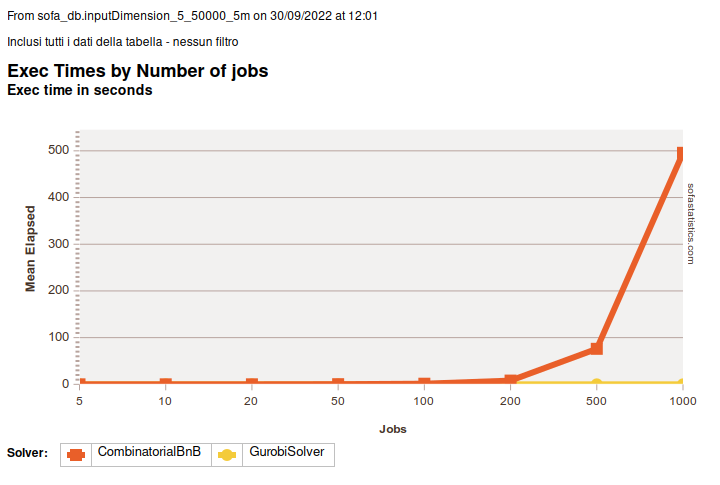 From sofa_db.inputDimension_5_50000_5m on 30/09/2022 at 12:01
Inclusi tutti i dati della tabella - nessun filtro
Exec Times by Number of jobs
Exec time in seconds
500
400
300
200
100
0
Mean Elapsed
sofastatistics.com
5 10 20 50 100 200 500 1000
Jobs
Solver: CombinatorialBnB GurobiSolver